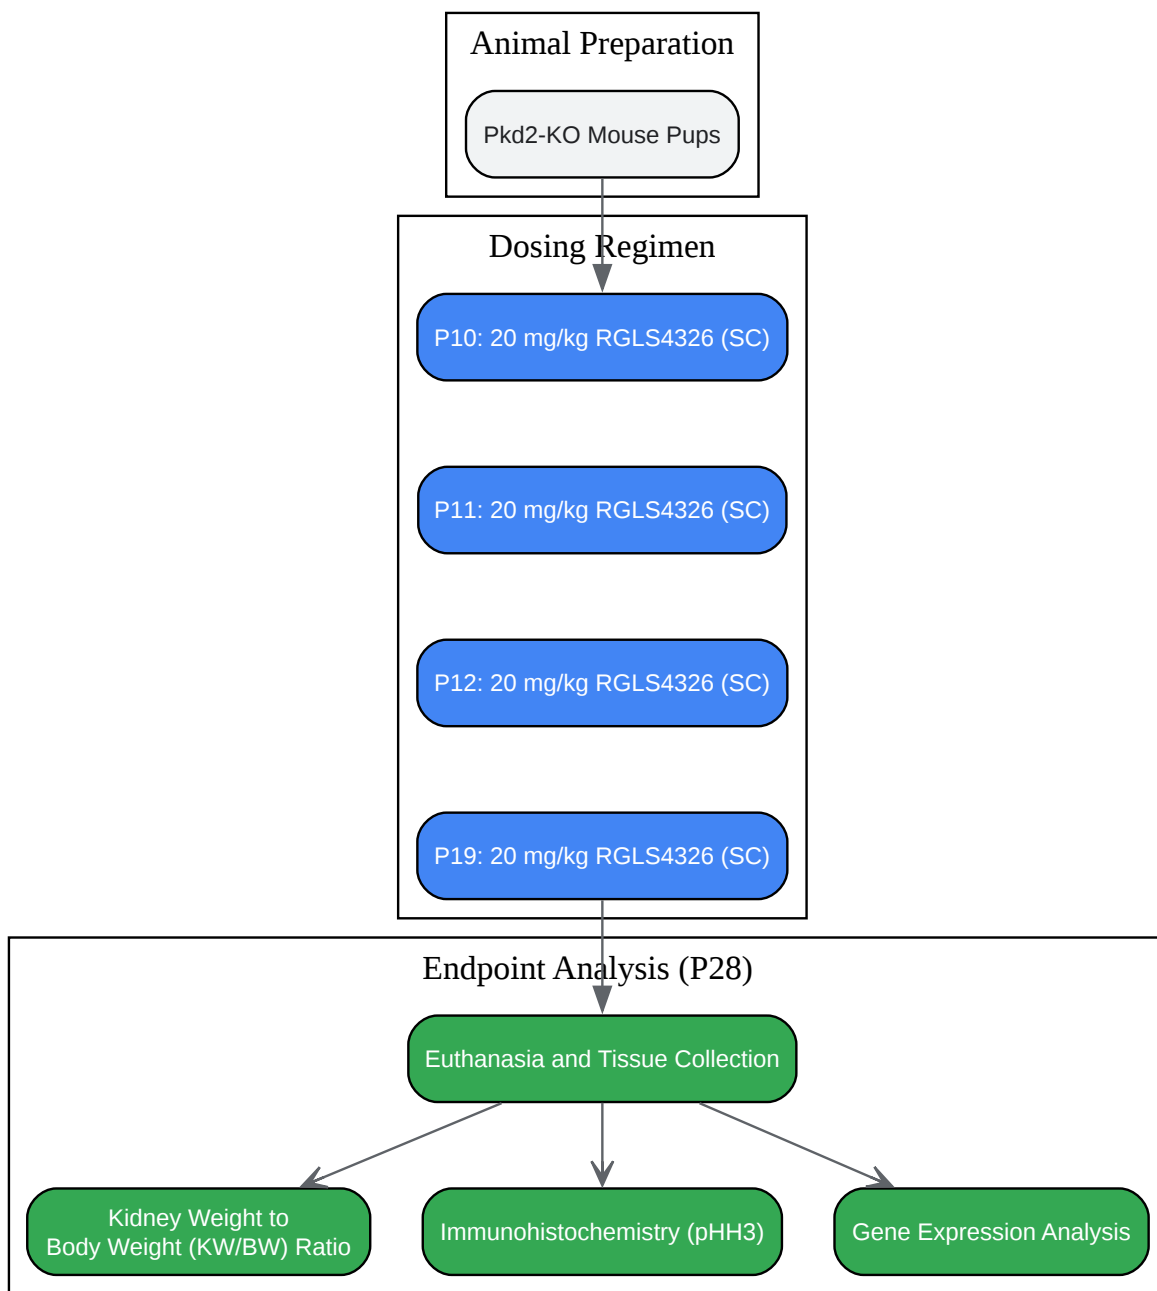 Animal Preparation
Pkd2-KO Mouse Pups
Dosing Regimen
P10: 20 mg/kg RGLS4326 (SC)
P11: 20 mg/kg RGLS4326 (SC)
P12: 20 mg/kg RGLS4326 (SC)
P19: 20 mg/kg RGLS4326 (SC)
Endpoint Analysis (P28)
Euthanasia and Tissue Collection
Kidney Weight to
Body Weight (KW/BW) Ratio
Immunohistochemistry (pHH3)
Gene Expression Analysis